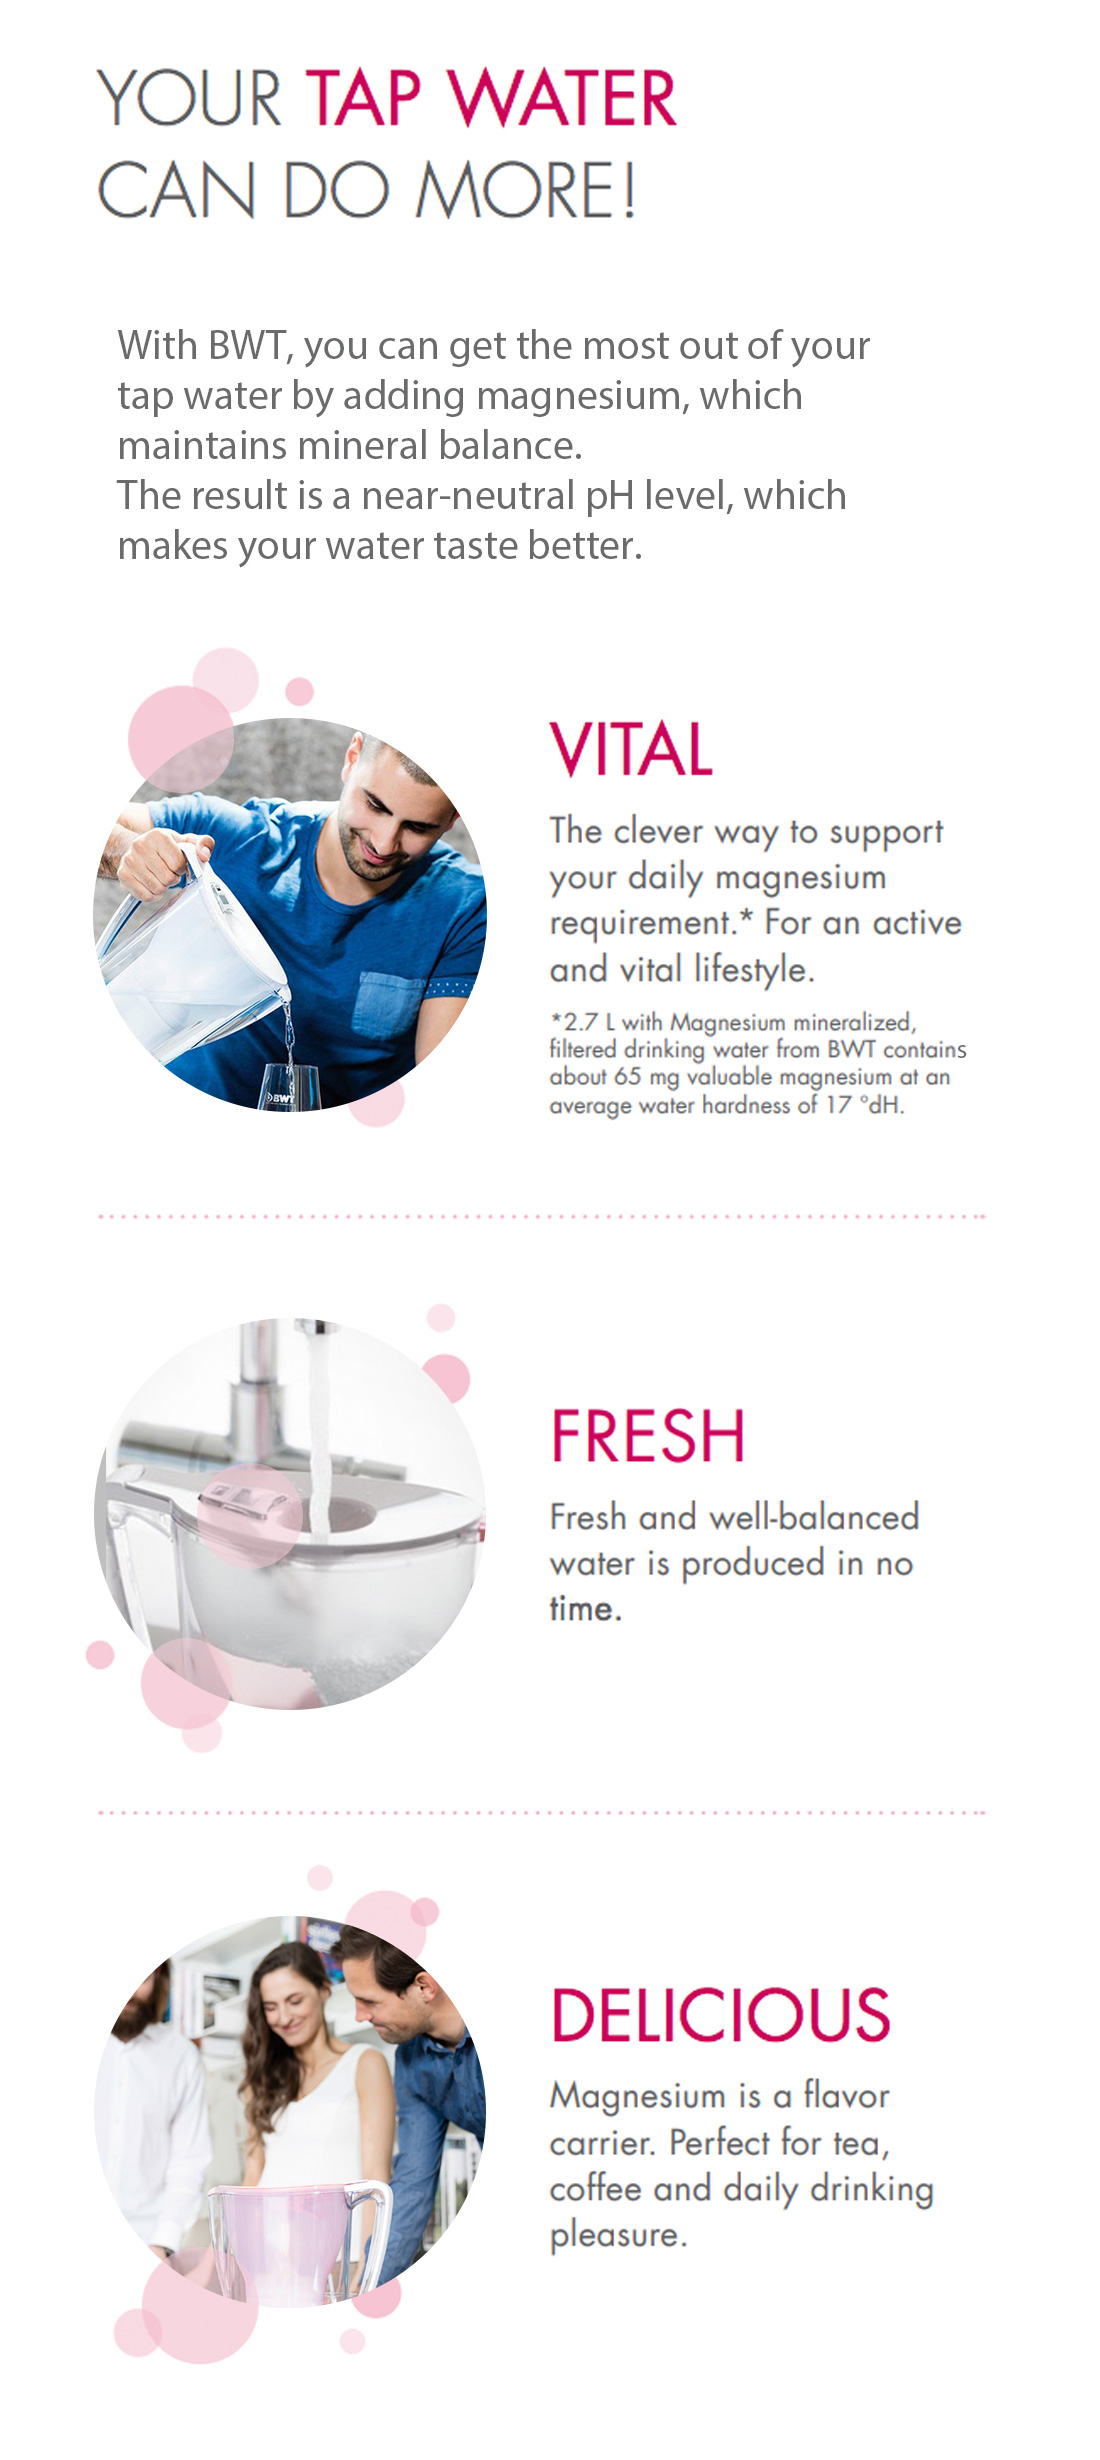 YOUR TAP WATER
CAN DO MORE!
With BWT, you can get the most out of your
tap water by adding magnesium, which
maintains mineral balance.
The result is a near-neutral pH level, which
makes your water taste better.
VITAL
The clever way to support
your daily magnesium
requirement.* For an active
and vital lifestyle.
*2.7 L with Magnesium mineralized,
filtered drinking water from BWT contains
about 65 mg valuable magnesium at an
average water hardness of 17 °dH.
BWT
FRESH
Fresh and well-balanced
water is produced in no
time.
DELICIOUS
Magnesium is a flavor
carrier. Perfect for tea,
coffee and daily drinking
pleasure.